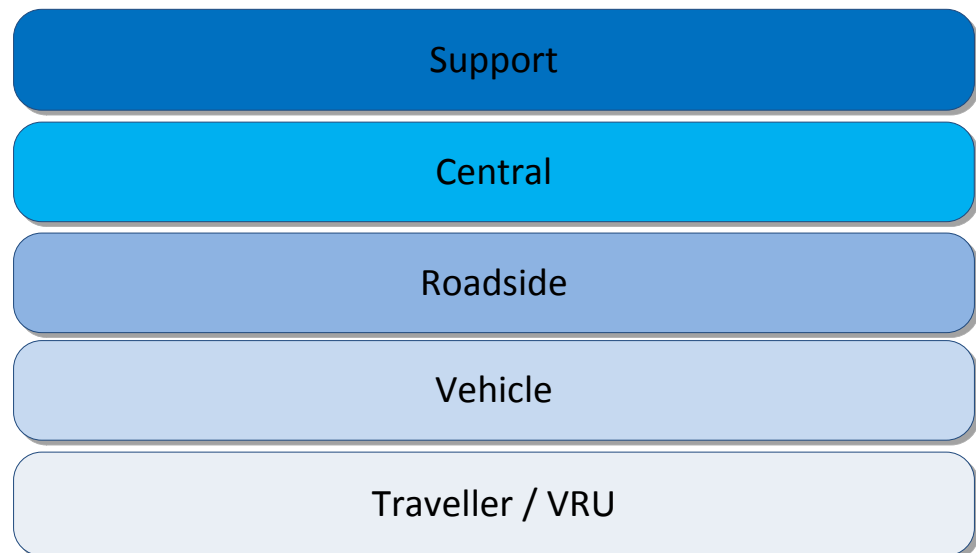 Support
Central
Roadside
Vehicle
Traveller / VRU